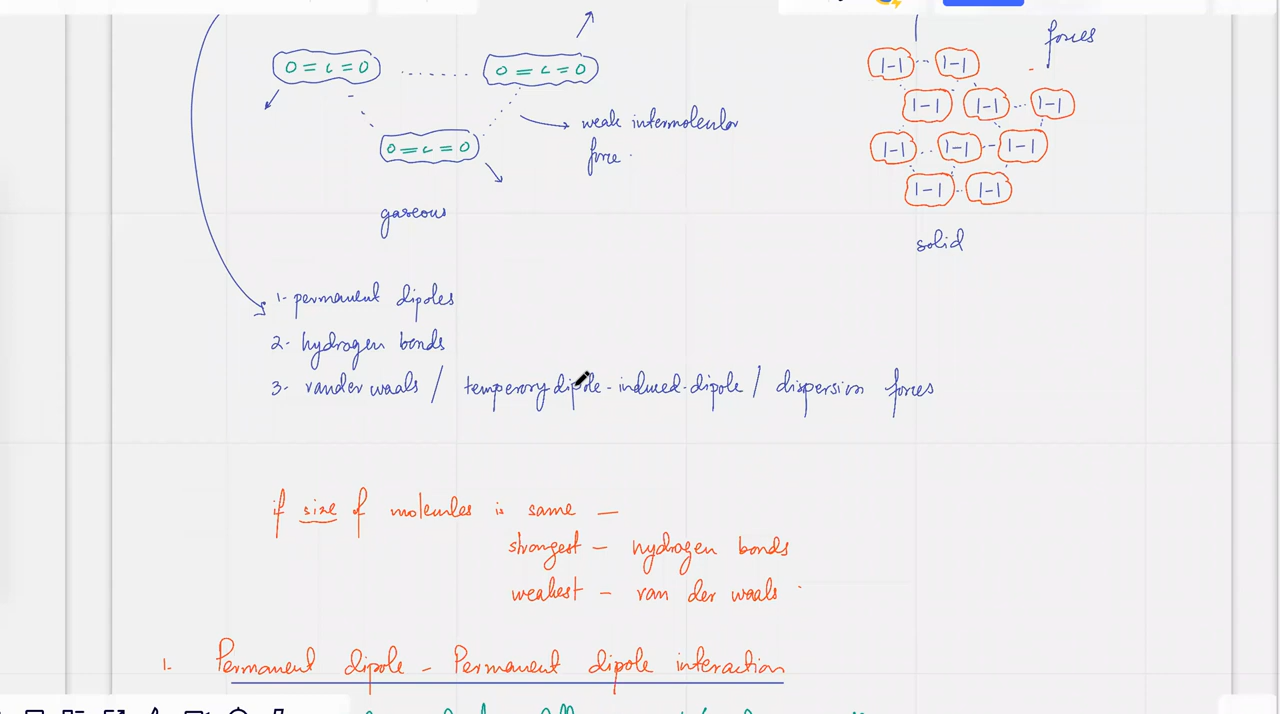 forces
O = C = O
O = C = O
I-I I-I
I-I I-I I-I
weak intermolecular
force.
O = C = O
I-I I-I I-I
I-I I-I
gaseous
solid
1- permanent dipoles
2- hydrogen bonds
3- vander waals / temperory dipole - induced-dipole / dispersion forces
if size of molecules is same —
strongest – hydrogen bonds
weakest – van der waals
1. Permanent dipole - Permanent dipole interaction